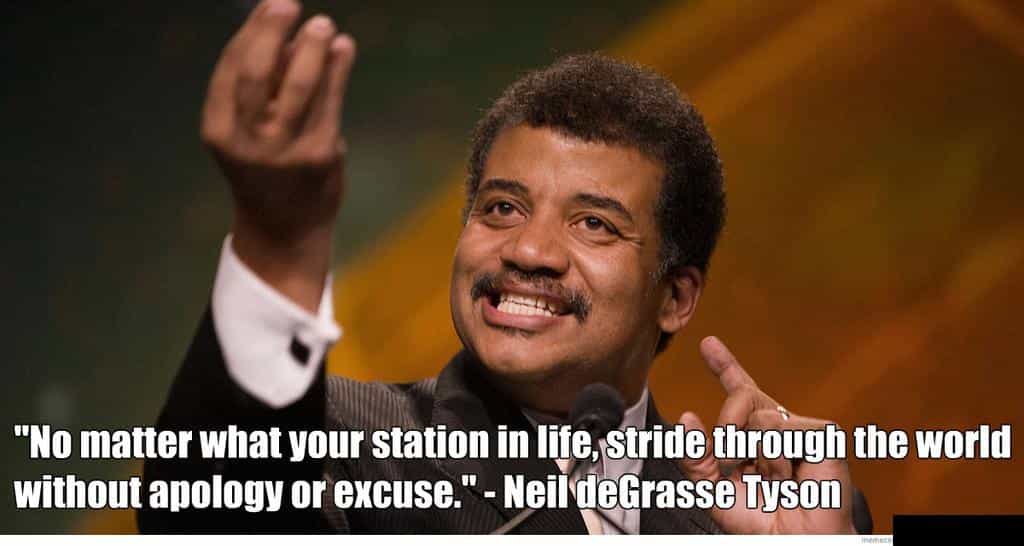 "No matter what your station in life, stride through the world
without apology or excuse." - Neil deGrasse Tyson